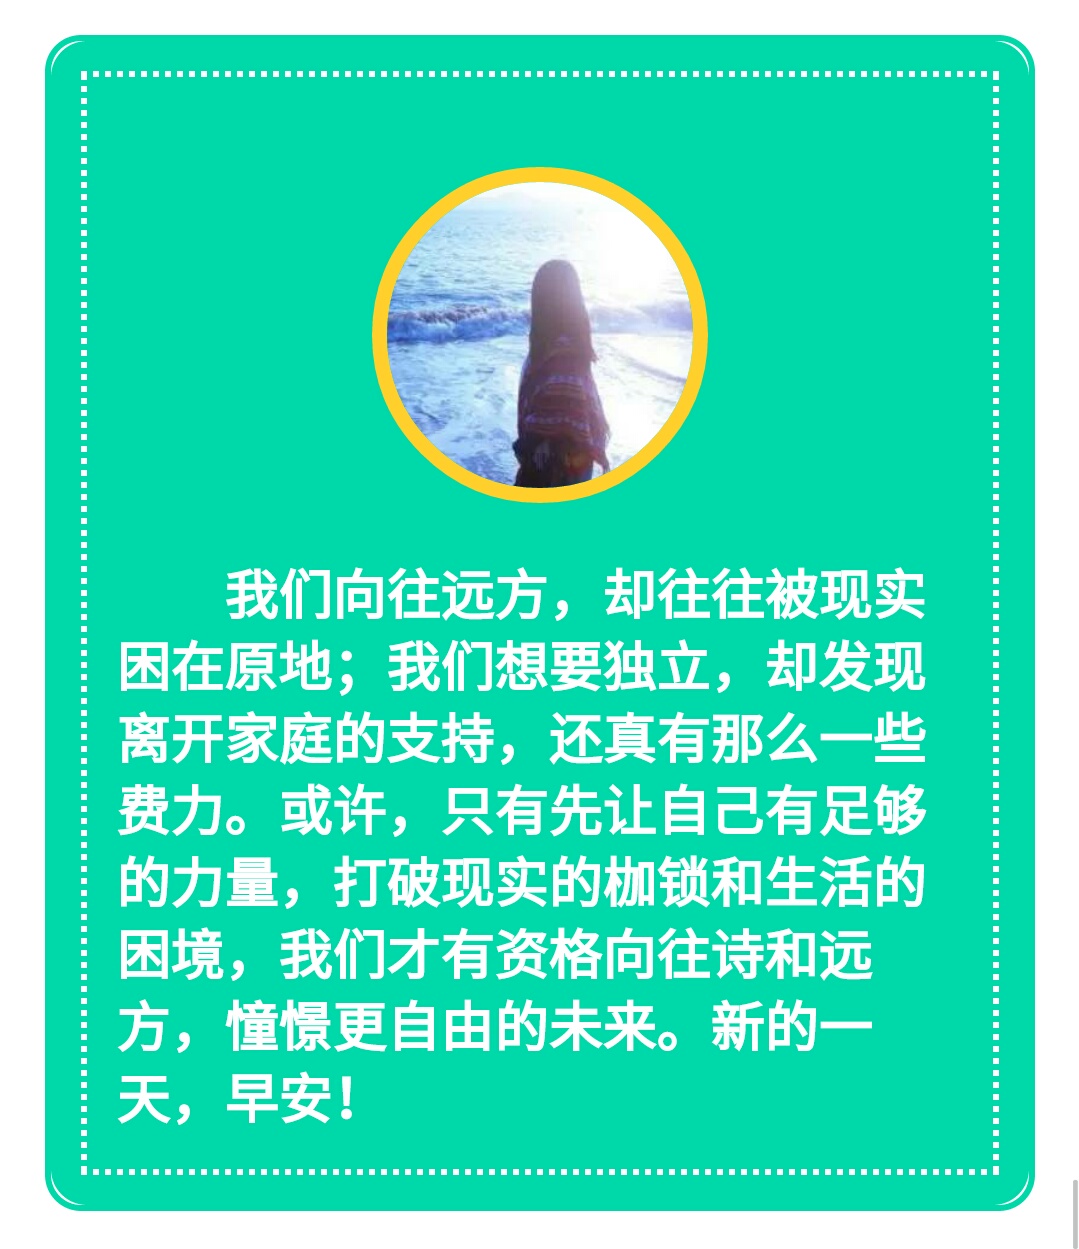 我们向往远方，却往往被现实
困在原地；我们想要独立，却发现
离开家庭的支持，还真有那么一些
费力。或许，只有先让自己有足够
的力量，打破现实的枷锁和生活的
困境，我们才有资格向往诗和远
方，憧憬更自由的未来。新的一
天，早安！